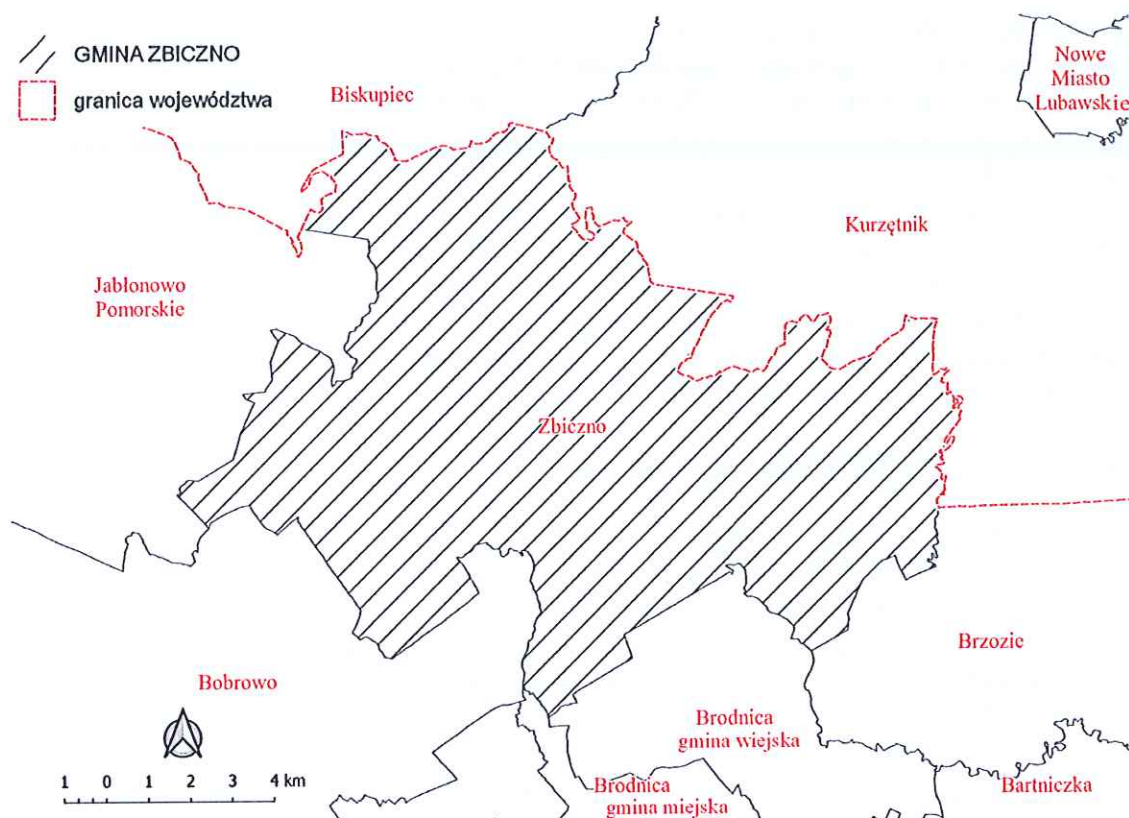 GMINA ZBICZNO
granica województwa
Biskupiec
Nowe
Miasto
Lubawskie
Kurzętnik
Jabłonowo
Pomorskie
Zbiczno
Brzozie
Bobrowo
Brodnica
gmina wiejska
Brodnica
gmina miejska
Bartniczka
1 0 1 2 3 4 km